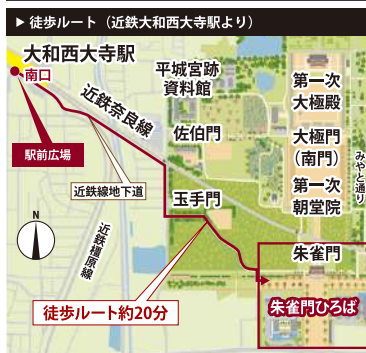 ▶ 徒歩ルート（近鉄大和西大寺駅より）
大和西大寺駅
南口
駅前広場
近鉄奈良線
近鉄線地下道
平城宮跡
資料館
佐伯門
玉手門
第一次
大極殿
大極門
（南門）
第一次
朝堂院
みやと通り
N
近鉄橿原線
朱雀門
朱雀門ひろば
徒歩ルート約20分